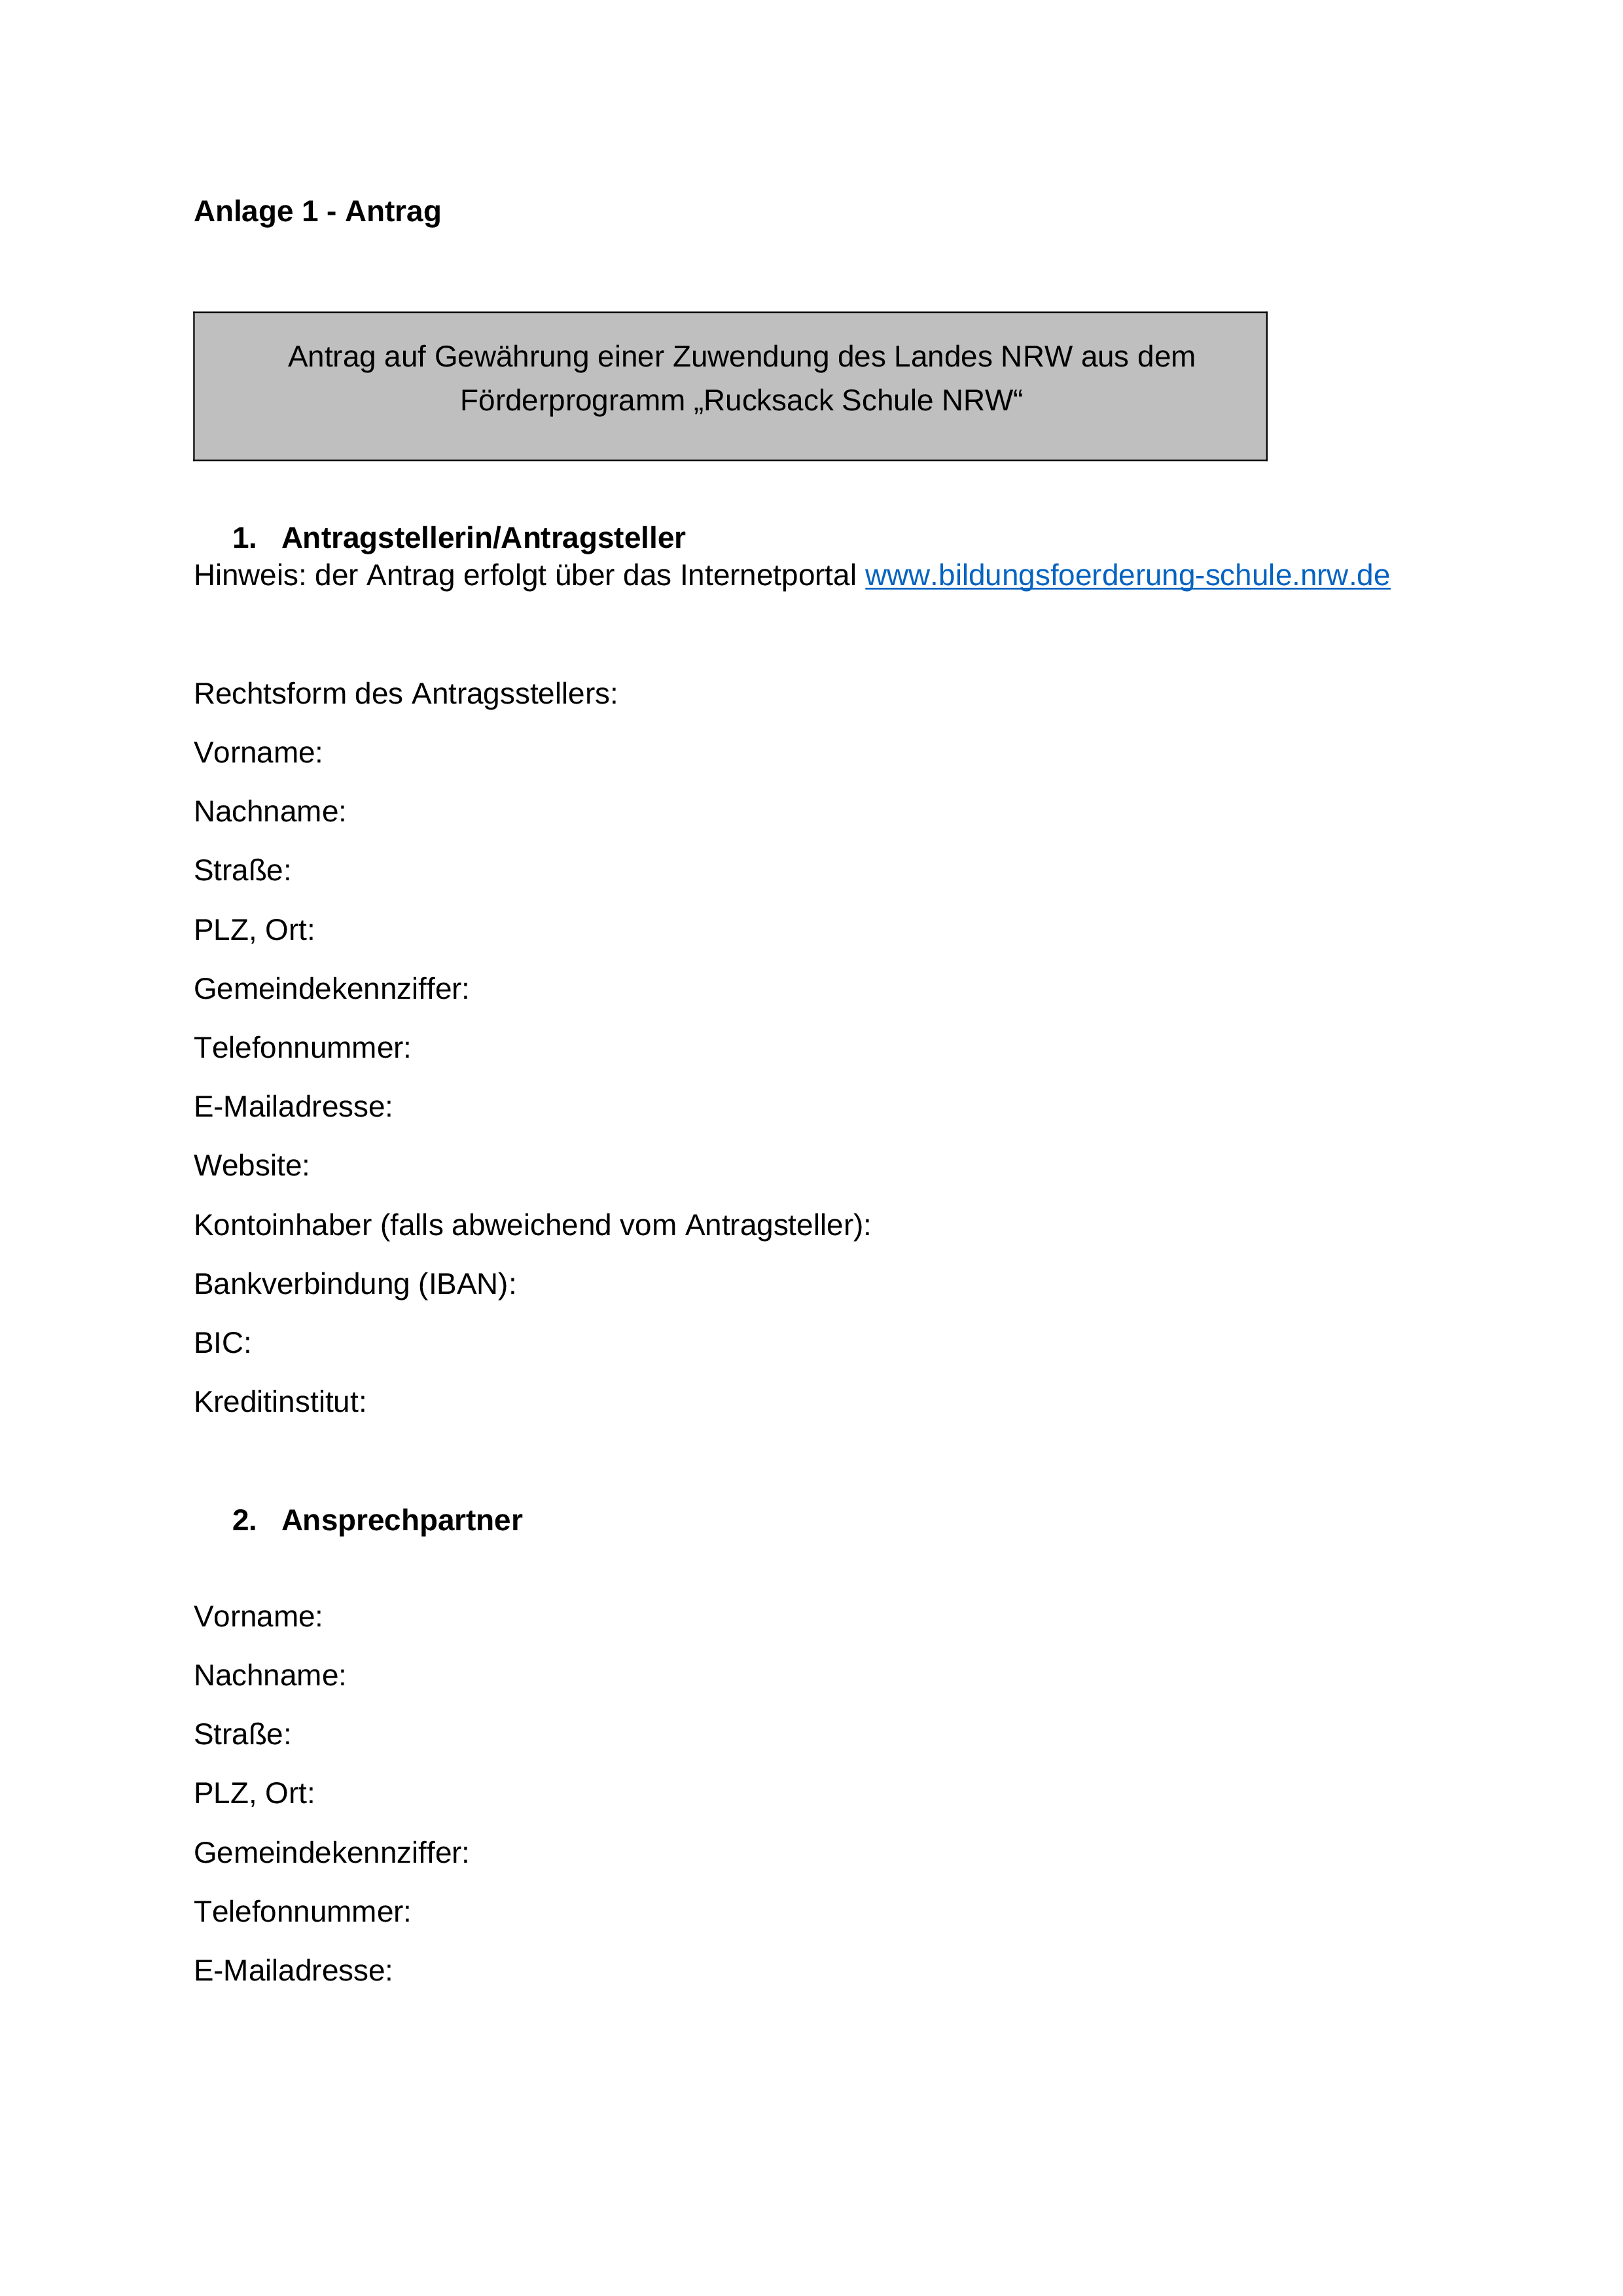 Anlage 1 - Antrag
Antrag auf Gewährung einer Zuwendung des Landes NRW aus dem
Förderprogramm „Rucksack Schule NRW“
1. Antragstellerin/Antragsteller
Hinweis: der Antrag erfolgt über das Internetportal www.bildungsfoerderung-schule.nrw.de
Rechtsform des Antragsstellers:
Vorname:
Nachname:
Straße:
PLZ, Ort:
Gemeindekennziffer:
Telefonnummer:
E-Mailadresse:
Website:
Kontoinhaber (falls abweichend vom Antragsteller):
Bankverbindung (IBAN):
BIC:
Kreditinstitut:
2. Ansprechpartner
Vorname:
Nachname:
Straße:
PLZ, Ort:
Gemeindekennziffer:
Telefonnummer:
E-Mailadresse: